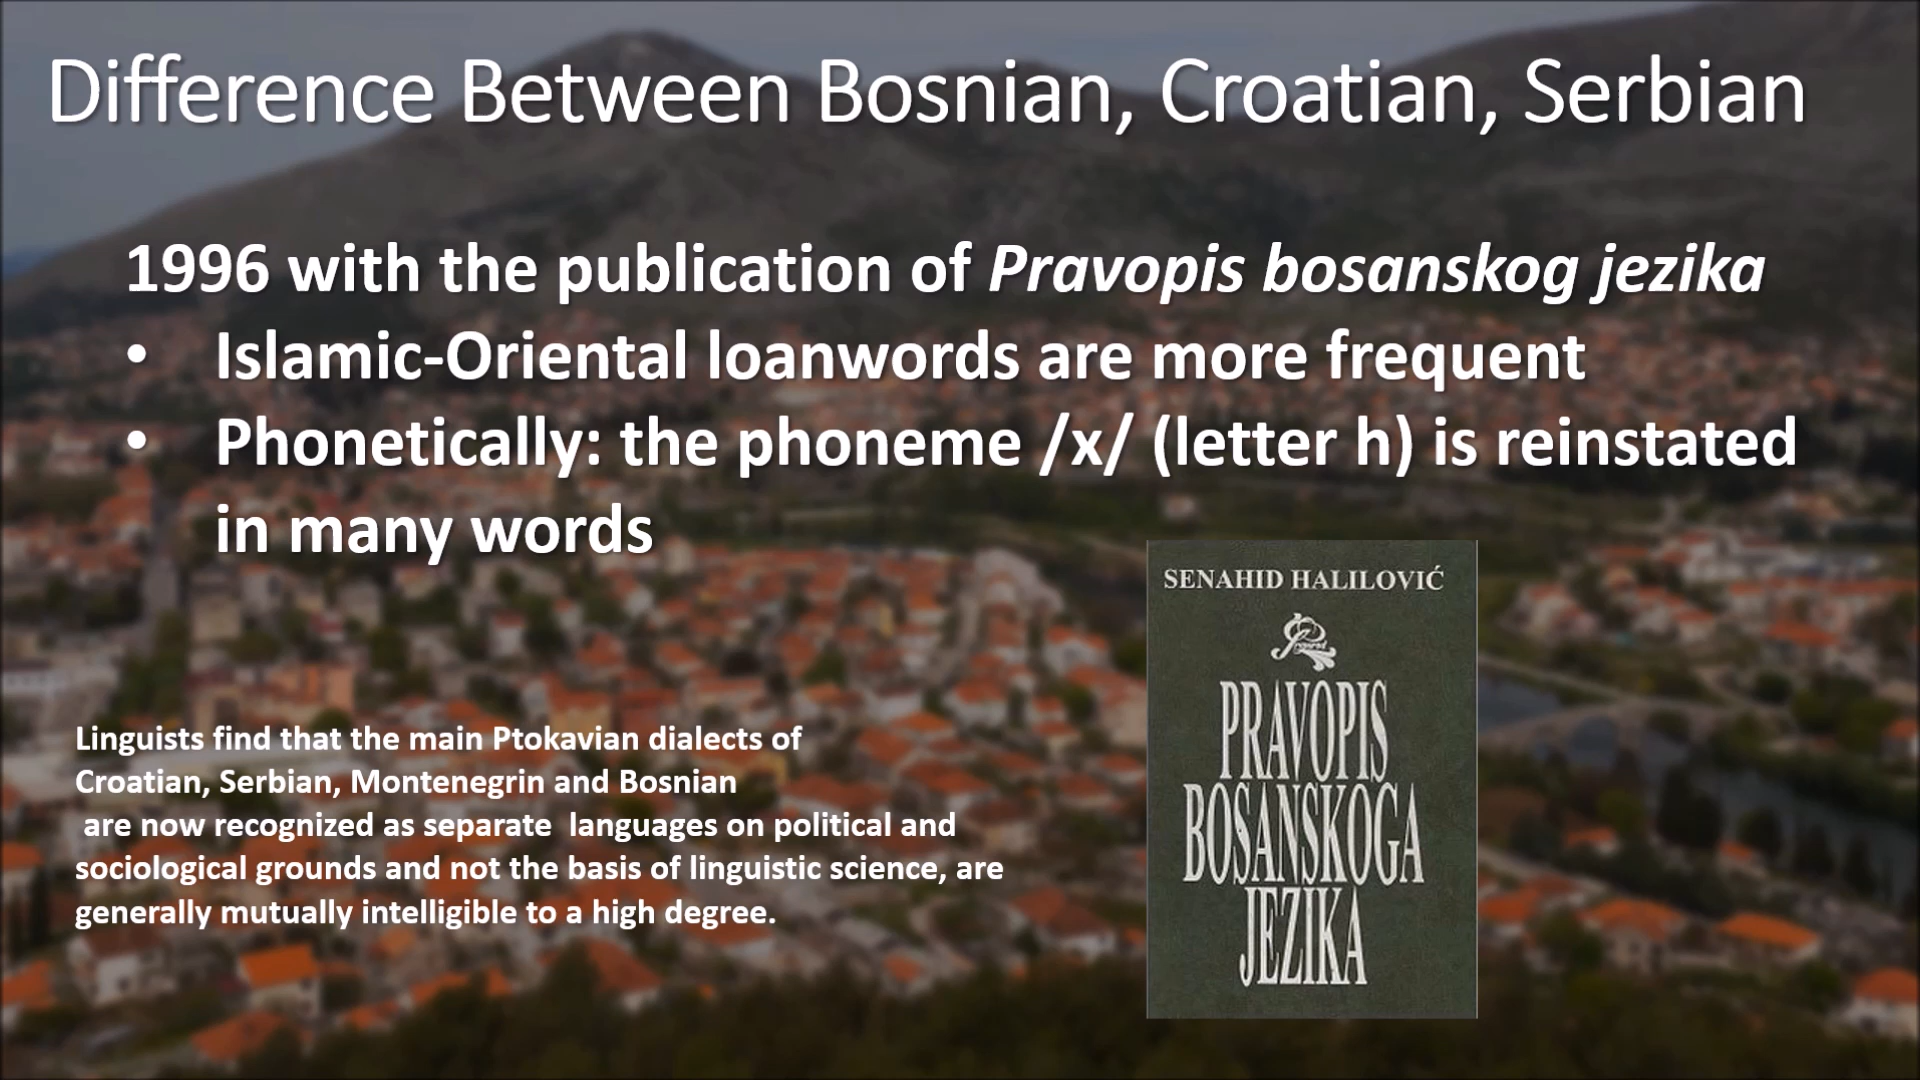 Difference Between Bosnian, Croatian, Serbian
1996 with the publication of Pravopis bosanskog jezika
• Islamic-Oriental loanwords are more frequent
• Phonetically: the phoneme /x/ (letter h) is reinstated
in many words
SENAHID HALILOVIĆ
PRAVOPIS
BOSANSKOGA
JEZIKA
Linguists find that the main Ptokavian dialects of
Croatian, Serbian, Montenegrin and Bosnian
are now recognized as separate languages on political and
sociological grounds and not the basis of linguistic science, are
generally mutually intelligible to a high degree.